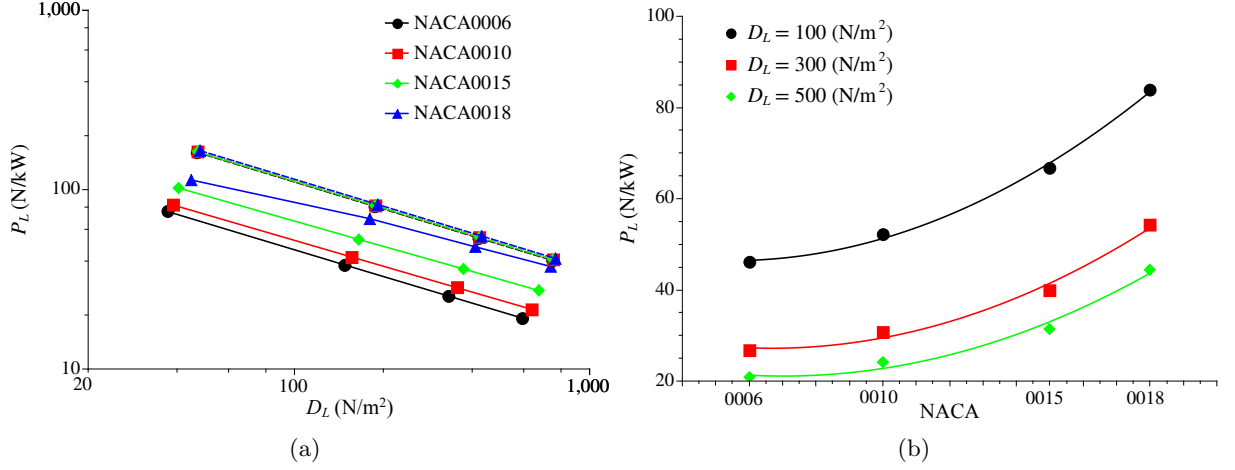 1,000
NACA0006
NACA0010
NACA0015
NACA0018
P_L (N/kW)
100
10
20
100
1,000
D_L (N/m²)
(a)
100
D_L = 100 (N/m²)
D_L = 300 (N/m²)
D_L = 500 (N/m²)
80
P_L (N/kW)
60
40
20
0006
0010
0015
0018
NACA
(b)